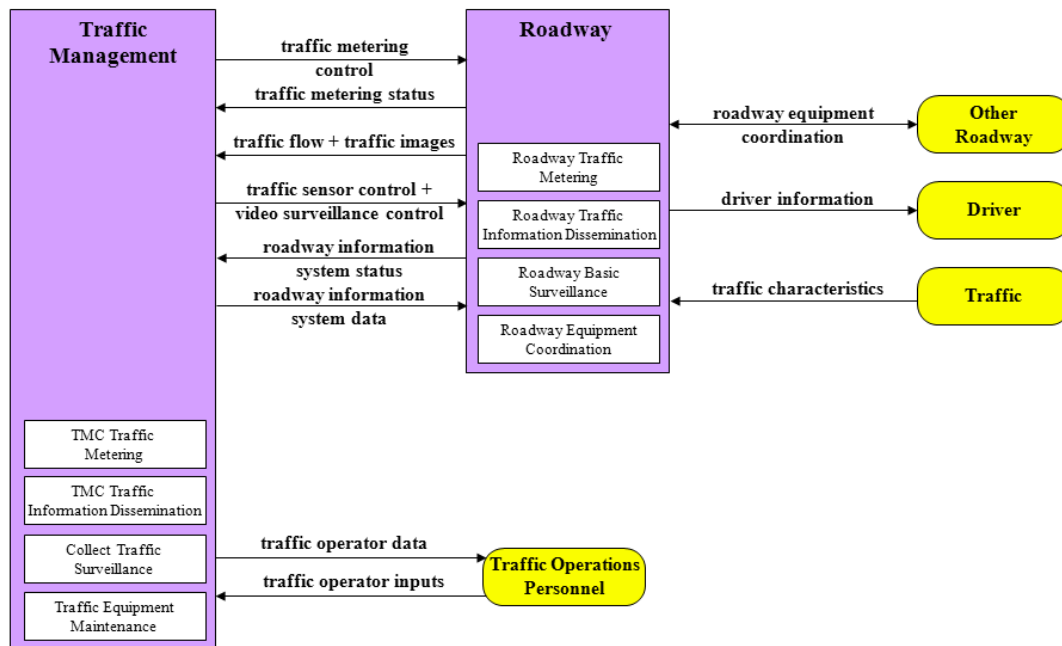 Traffic
Management
Roadway
traffic metering
control
traffic metering status
traffic flow + traffic images
traffic sensor control +
video surveillance control
roadway information
system status
roadway information
system data
Roadway Traffic
Metering
Roadway Traffic
Information Dissemination
Roadway Basic
Surveillance
Roadway Equipment
Coordination
roadway equipment
coordination
Other
Roadway
driver information
Driver
traffic characteristics
Traffic
TMC Traffic
Metering
TMC Traffic
Information Dissemination
Collect Traffic
Surveillance
Traffic Equipment
Maintenance
traffic operator data
traffic operator inputs
Traffic Operations
Personnel